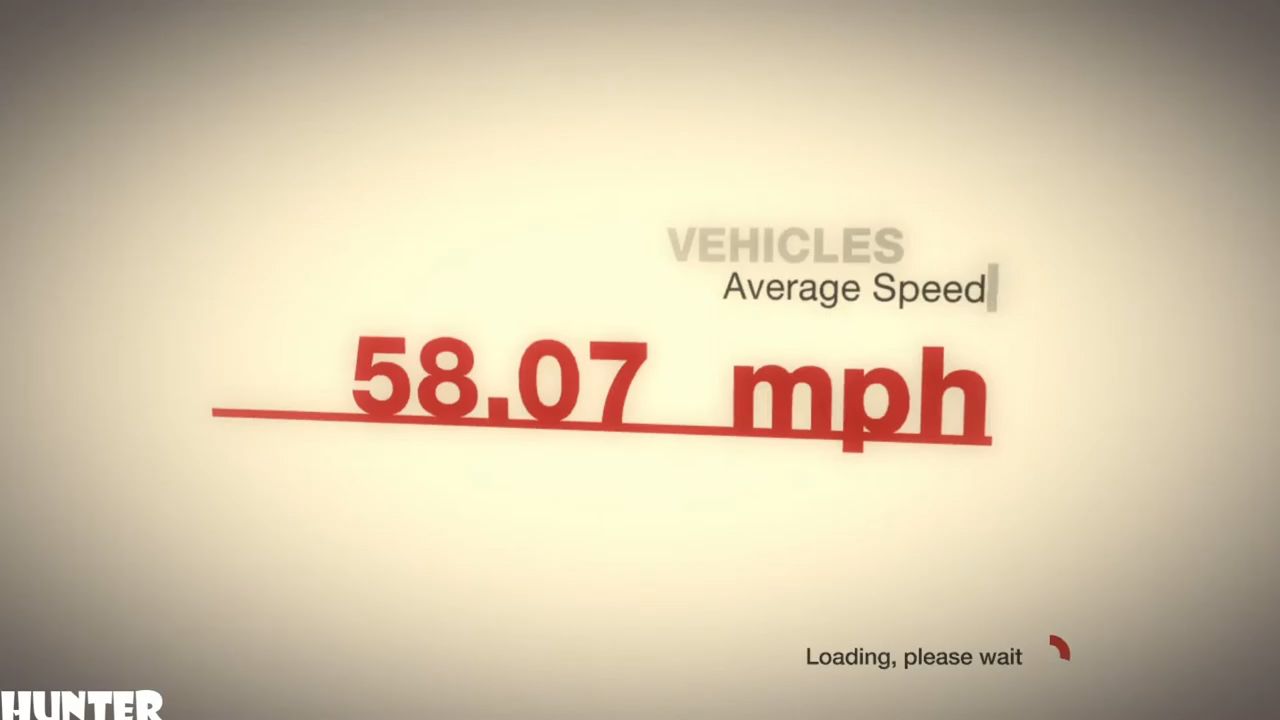 VEHICLES
Average Speed
58.07 mph
Loading, please wait
HUNTER